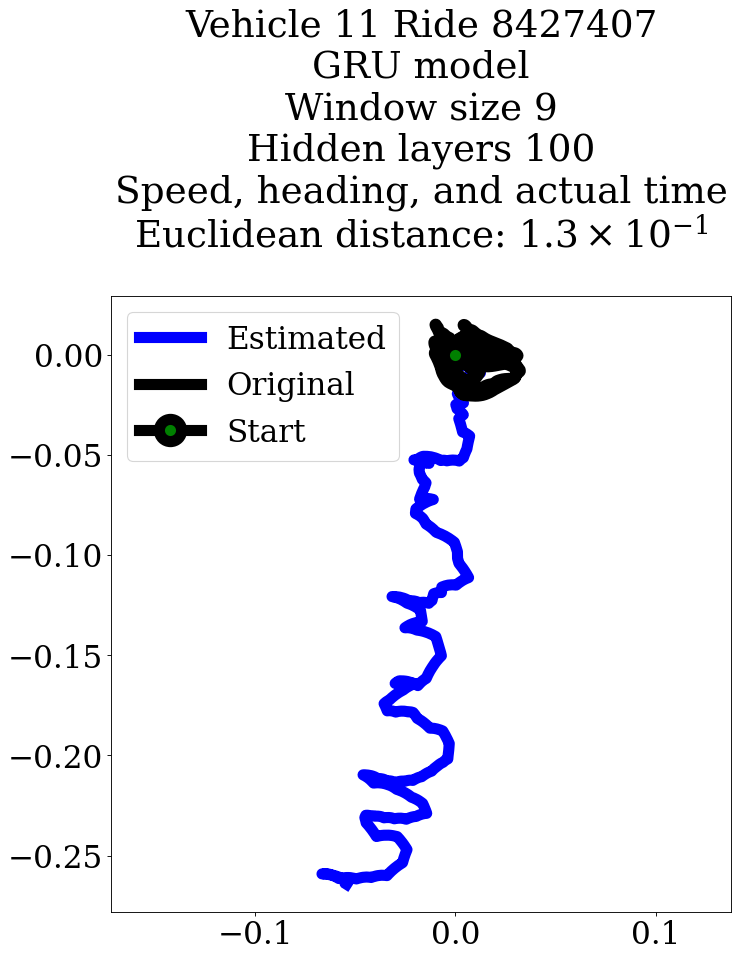 Vehicle 11 Ride 8427407
GRU model
Window size 9
Hidden layers 100
Speed, heading, and actual time
Euclidean distance: $1.3 \times 10^{-1}$
Estimated
Original
Start
0.00
−0.05
−0.10
−0.15
−0.20
−0.25
−0.1 0.0 0.1